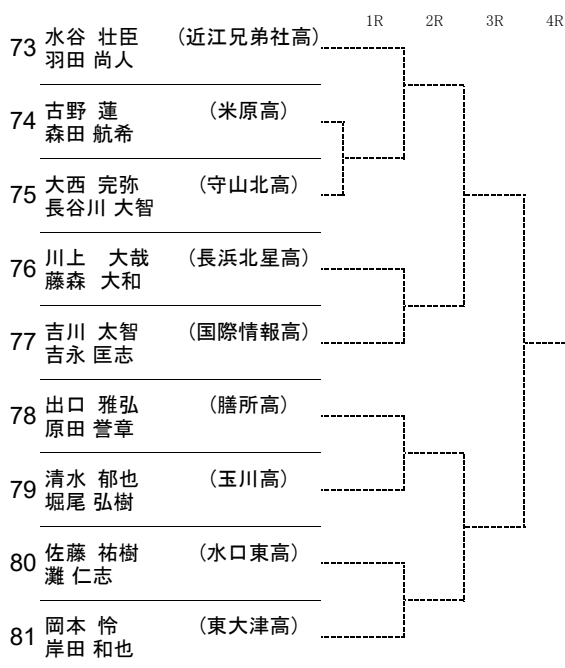 1R 2R 3R 4R
73 水谷 壮臣 (近江兄弟社高)
羽田 尚人
74 古野 蓮 (米原高)
森田 航希
75 大西 完弥 (守山北高)
長谷川 大智
76 川上 大哉 (長浜北星高)
藤森 大和
77 吉川 太智 (国際情報高)
吉永 匡志
78 出口 雅弘 (膳所高)
原田 誉章
79 清水 郁也 (玉川高)
堀尾 弘樹
80 佐藤 祐樹 (水口東高)
灘 仁志
81 岡本 怜 (東大津高)
岸田 和也